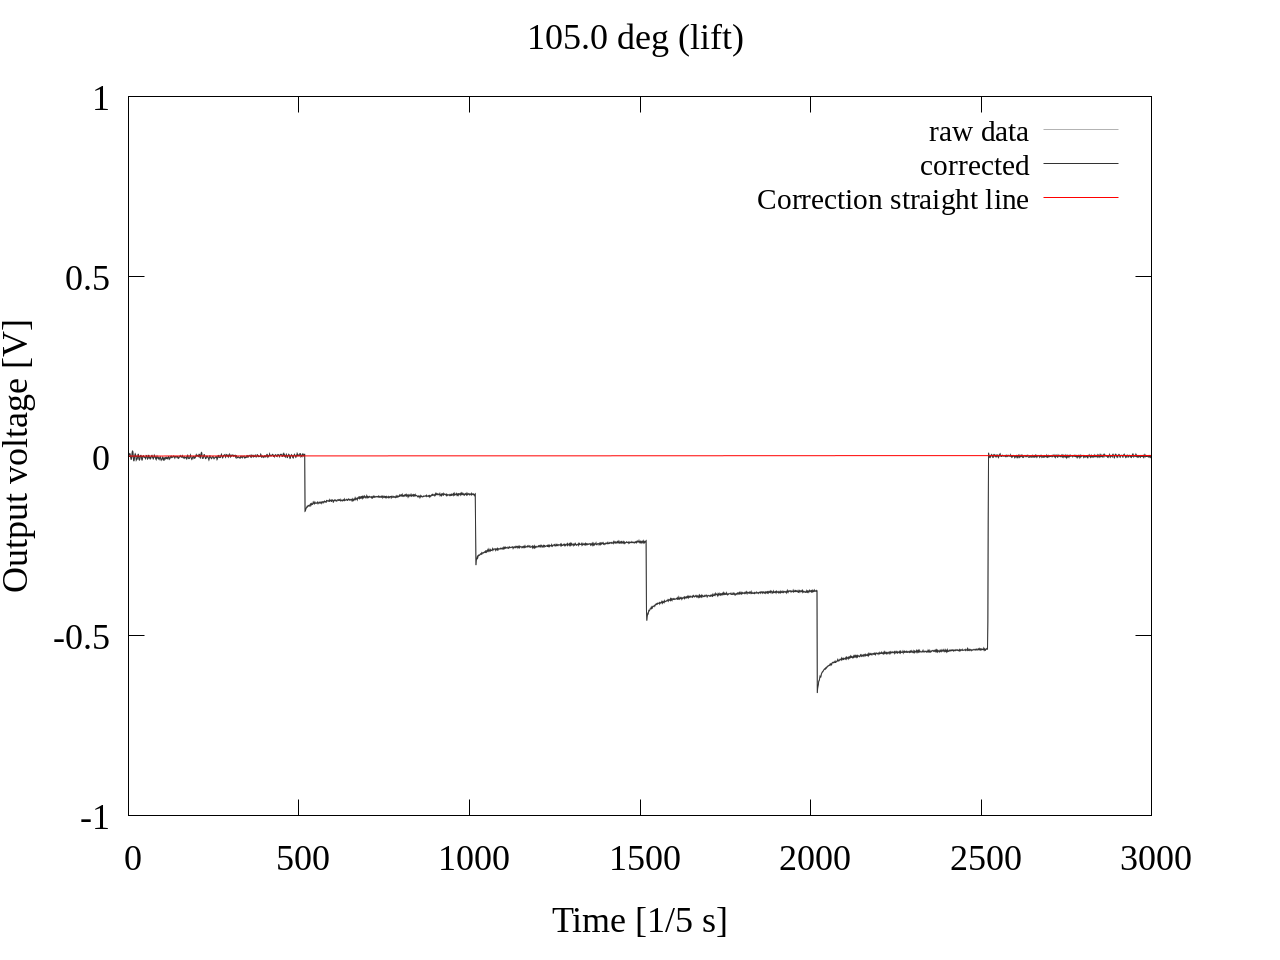 105.0 deg (lift)
raw data
corrected
Correction straight line
Output voltage [V]
1
0.5
0
-0.5
-1
0 500 1000 1500 2000 2500 3000
Time [1/5 s]